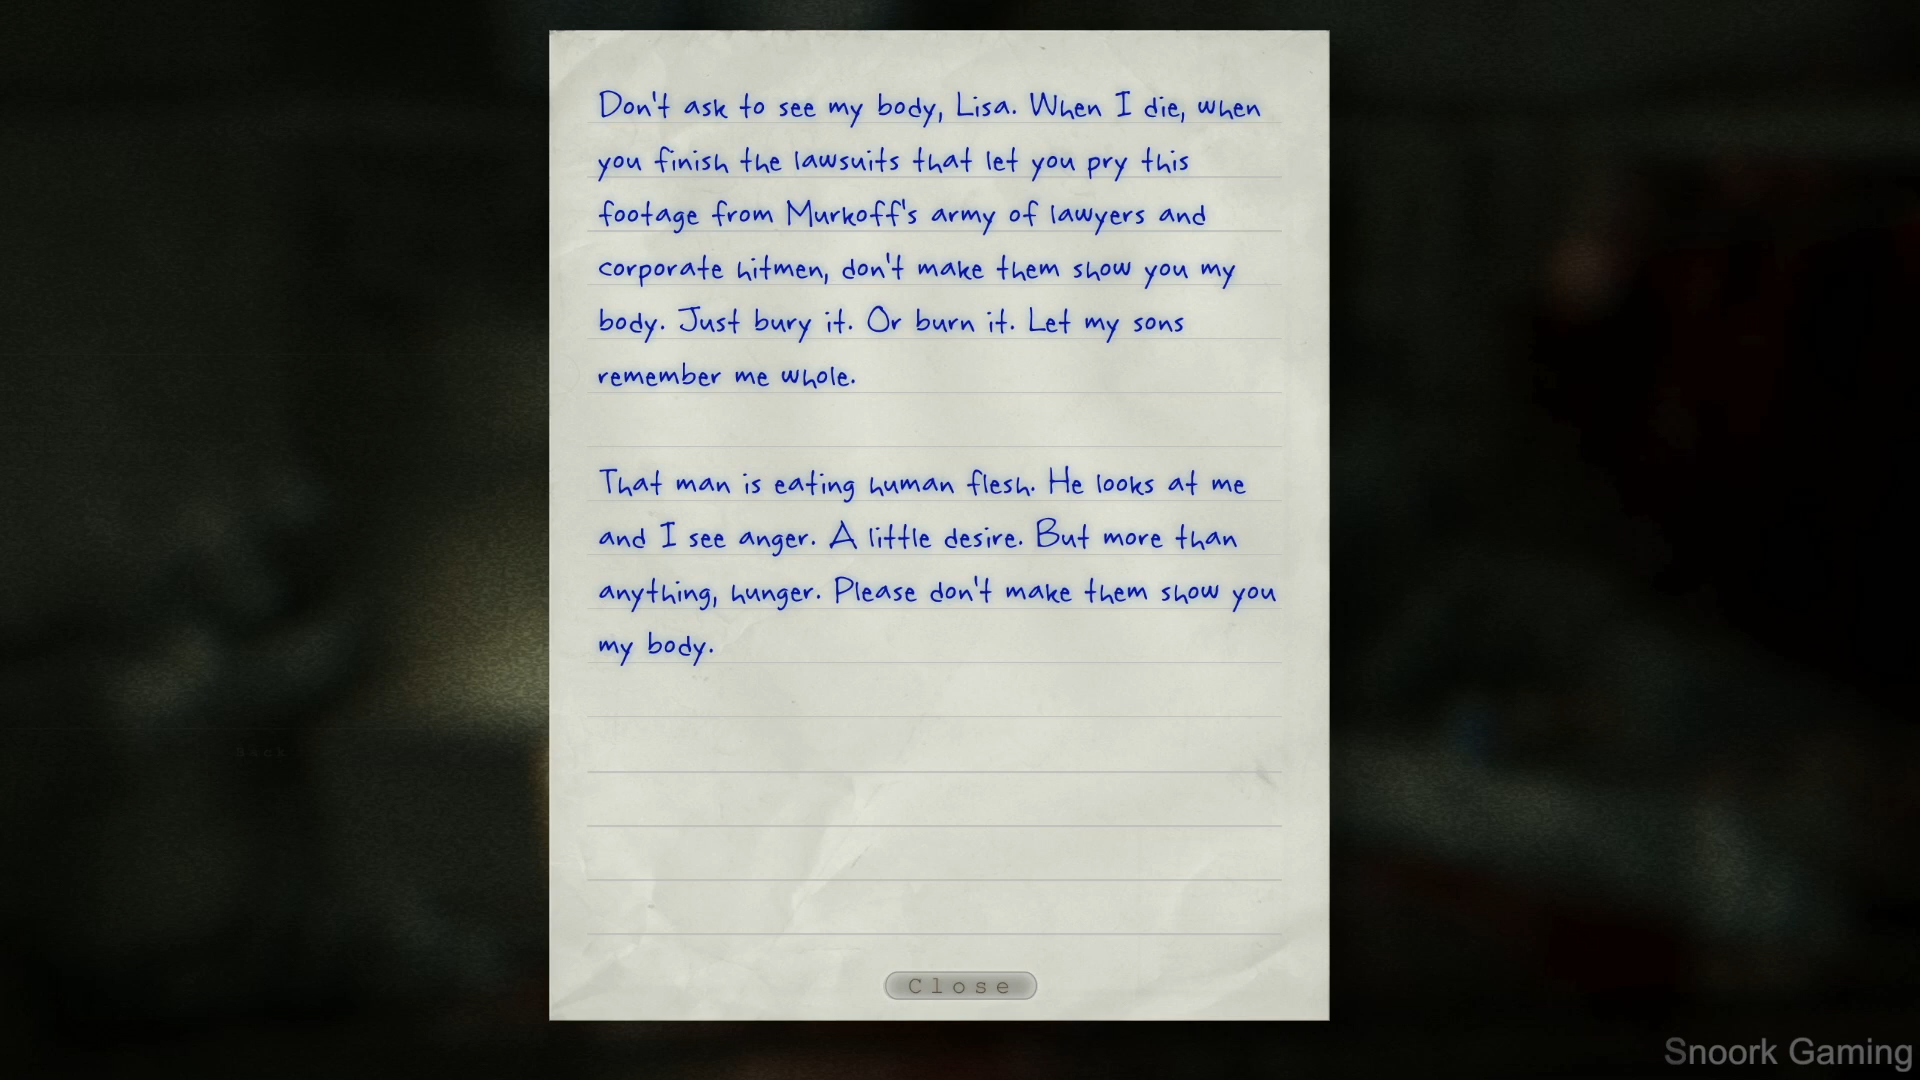 Don't ask to see my body, Lisa. When I die, when
you finish the lawsuits that let you pry this
footage from Murkoff's army of lawyers and
corporate hitmen, don't make them show you my
body. Just bury it. Or burn it. Let my sons
remember me whole.
That man is eating human flesh. He looks at me
and I see anger. A little desire. But more than
anything, hunger. Please don't make them show you
my body.
Back
Close
Snoork Gaming